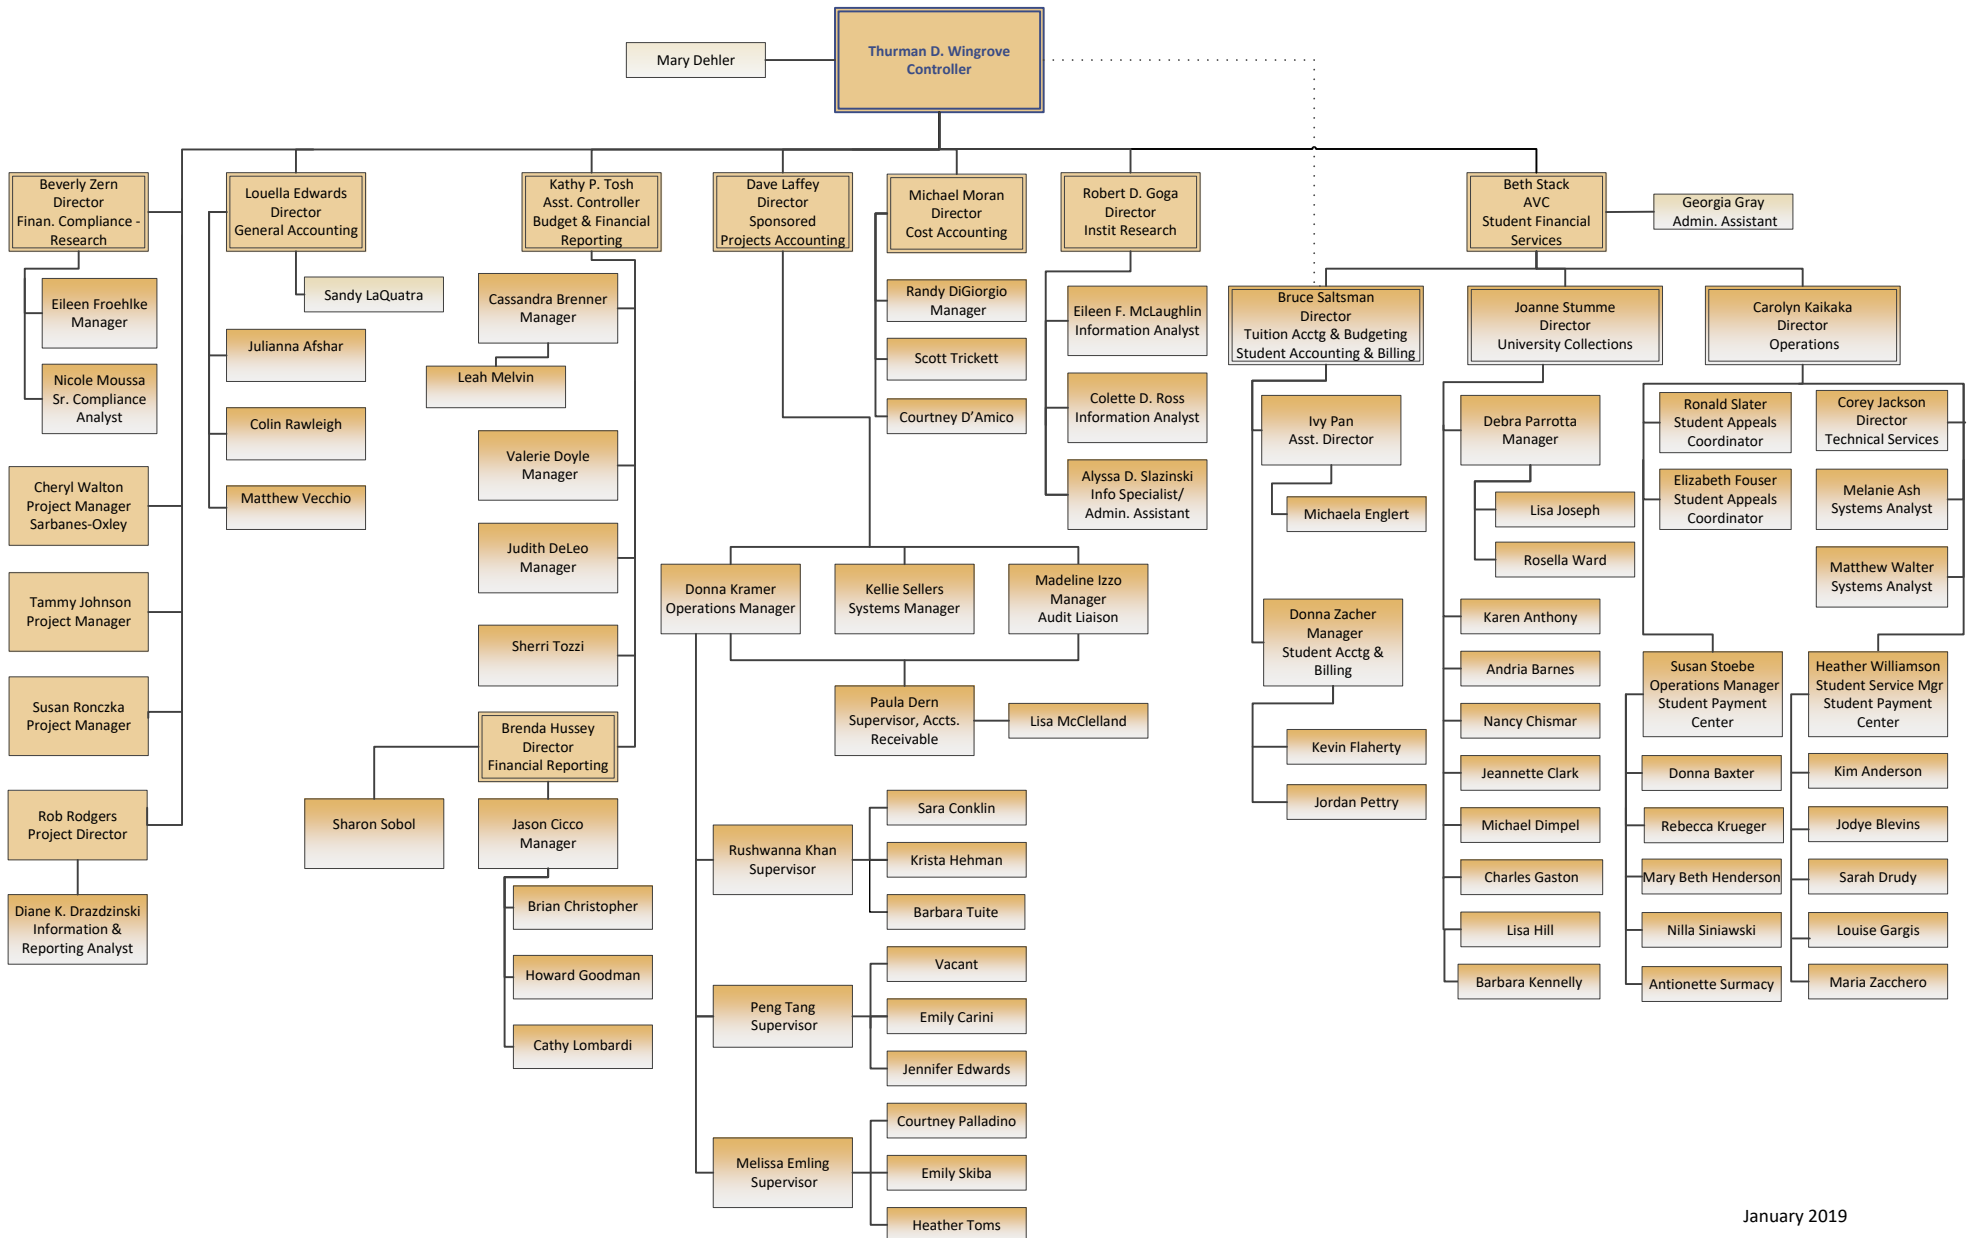 Thurman D. Wingrove
Controller
Mary Dehler
Beverly Zern
Director
Finan. Compliance -
Research
Louella Edwards
Director
General Accounting
Kathy P. Tosh
Asst. Controller
Budget & Financial
Reporting
Dave Laffey
Director
Sponsored
Projects Accounting
Michael Moran
Director
Cost Accounting
Robert D. Goga
Director
Instit Research
Beth Stack
AVC
Student Financial
Services
Georgia Gray
Admin. Assistant
Eileen Froehlke
Manager
Nicole Moussa
Sr. Compliance
Analyst
Cheryl Walton
Project Manager
Sarbanes-Oxley
Tammy Johnson
Project Manager
Susan Ronczka
Project Manager
Rob Rodgers
Project Director
Diane K. Drazdzinski
Information &
Reporting Analyst
Sandy LaQuatra
Julianna Afshar
Colin Rawleigh
Matthew Vecchio
Cassandra Brenner
Manager
Leah Melvin
Valerie Doyle
Manager
Judith DeLeo
Manager
Sherri Tozzi
Brenda Hussey
Director
Financial Reporting
Sharon Sobol
Jason Cicco
Manager
Brian Christopher
Howard Goodman
Cathy Lombardi
Donna Kramer
Operations Manager
Kellie Sellers
Systems Manager
Madeline Izzo
Manager
Audit Liaison
Paula Dern
Supervisor, Accts.
Receivable
Lisa McClelland
Rushwanna Khan
Supervisor
Sara Conklin
Krista Hehman
Barbara Tuite
Peng Tang
Supervisor
Vacant
Emily Carini
Jennifer Edwards
Melissa Emling
Supervisor
Courtney Palladino
Emily Skiba
Heather Toms
Randy DiGiorgio
Manager
Scott Trickett
Courtney D’Amico
Eileen F. McLaughlin
Information Analyst
Colette D. Ross
Information Analyst
Alyssa D. Slazinski
Info Specialist/
Admin. Assistant
Bruce Saltsman
Director
Tuition Acctg & Budgeting
Student Accounting & Billing
Ivy Pan
Asst. Director
Michaela Englert
Donna Zacher
Manager
Student Acctg &
Billing
Kevin Flaherty
Jordan Pettry
Joanne Stumme
Director
University Collections
Debra Parrotta
Manager
Lisa Joseph
Rosella Ward
Karen Anthony
Andria Barnes
Nancy Chismar
Jeannette Clark
Michael Dimpel
Charles Gaston
Lisa Hill
Barbara Kennelly
Carolyn Kaikaka
Director
Operations
Ronald Slater
Student Appeals
Coordinator
Elizabeth Fouser
Student Appeals
Coordinator
Corey Jackson
Director
Technical Services
Melanie Ash
Systems Analyst
Matthew Walter
Systems Analyst
Susan Stoebe
Operations Manager
Student Payment
Center
Donna Baxter
Rebecca Krueger
Mary Beth Henderson
Nilla Siniawski
Antionette Surmacy
Heather Williamson
Student Service Mgr
Student Payment
Center
Kim Anderson
Jodye Blevins
Sarah Drudy
Louise Gargis
Maria Zacchero
January 2019